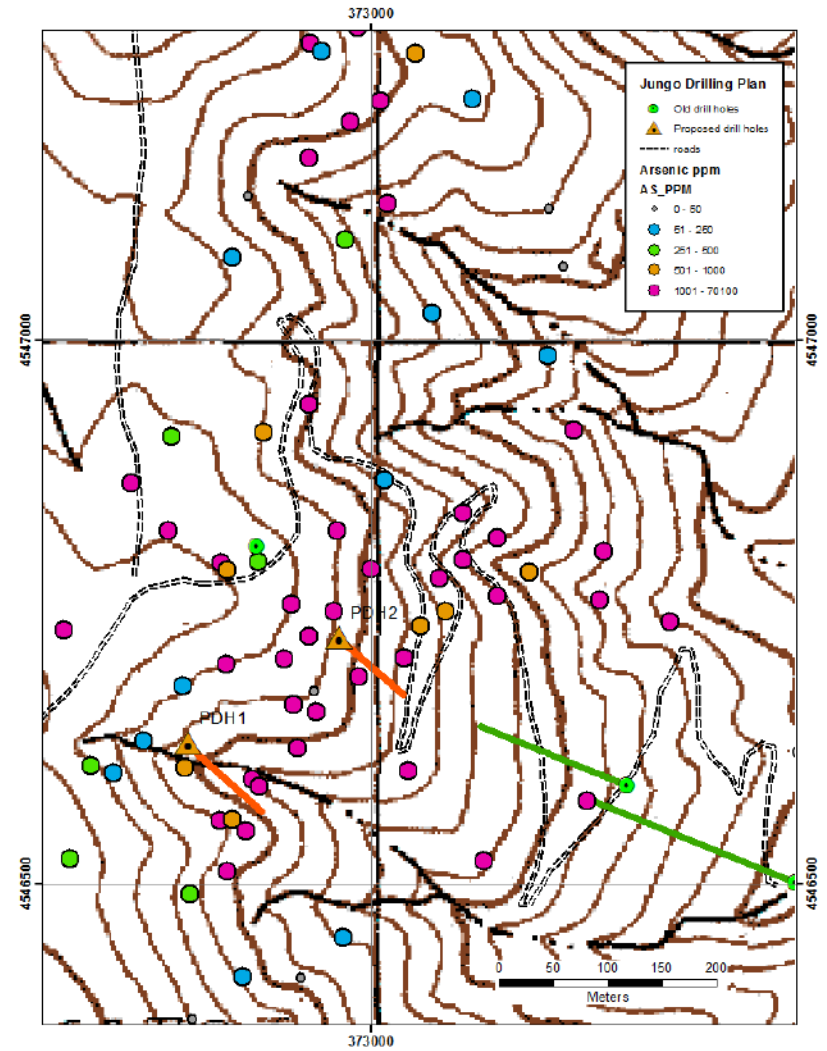 373000
Jungo Drilling Plan
Old drill holes
Proposed drill holes
roads
Arsenic ppm
AS_PPM
0 - 50
51 - 250
251 - 500
501 - 1000
1001 - 70100
4547000
4547000
PDH2
PDH1
4546500
4546500
0 50 100 150 200
Meters
373000